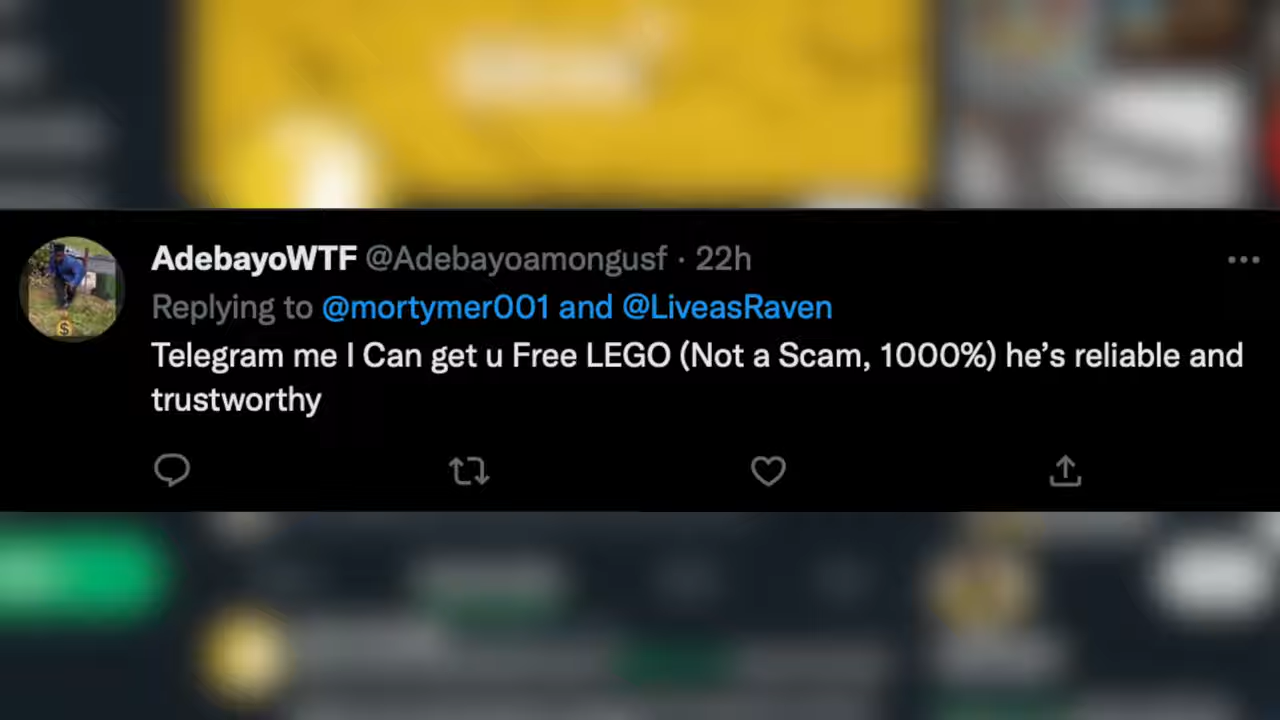 AdebayoWTF @Adebayoamongusf · 22h
Replying to @mortymer001 and @LiveasRaven
Telegram me I Can get u Free LEGO (Not a Scam, 1000%) he’s reliable and
trustworthy